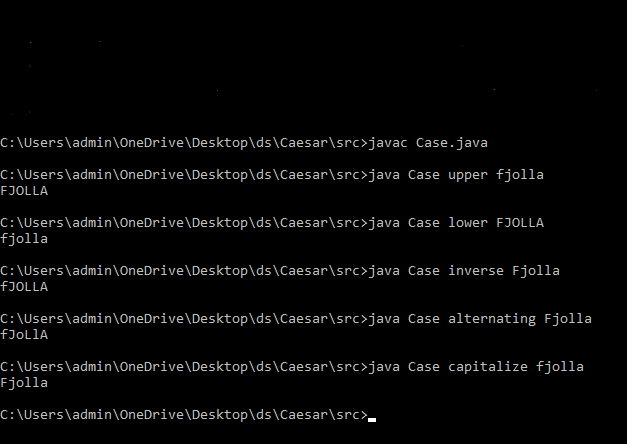 C:\Users\admin\OneDrive\Desktop\ds\Caesar\src>javac Case.java
C:\Users\admin\OneDrive\Desktop\ds\Caesar\src>java Case upper fjolla
FJOLLA
C:\Users\admin\OneDrive\Desktop\ds\Caesar\src>java Case lower FJOLLA
fjolla
C:\Users\admin\OneDrive\Desktop\ds\Caesar\src>java Case inverse Fjolla
fJOLLA
C:\Users\admin\OneDrive\Desktop\ds\Caesar\src>java Case alternating Fjolla
fJoLlA
C:\Users\admin\OneDrive\Desktop\ds\Caesar\src>java Case capitalize fjolla
Fjolla
C:\Users\admin\OneDrive\Desktop\ds\Caesar\src>